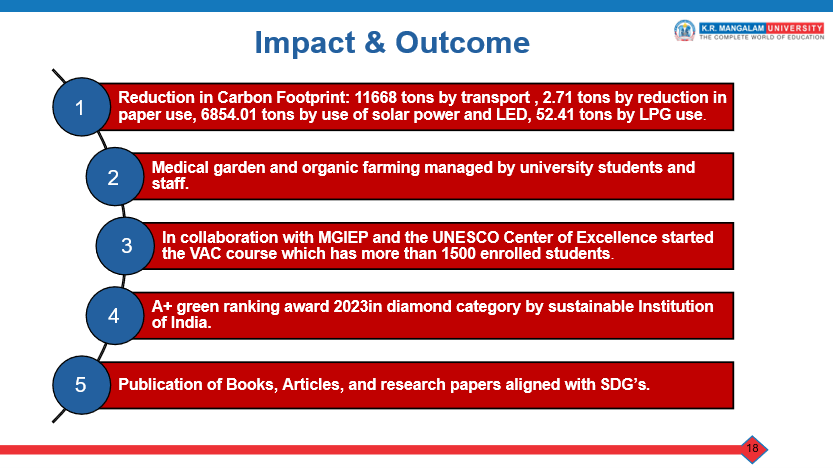 Impact & Outcome
K.R. MANGALAM UNIVERSITY
THE COMPLETE WORLD OF EDUCATION
1
Reduction in Carbon Footprint: 11668 tons by transport , 2.71 tons by reduction in
paper use, 6854.01 tons by use of solar power and LED, 52.41 tons by LPG use.
2
Medical garden and organic farming managed by university students and
staff.
3
In collaboration with MGIEP and the UNESCO Center of Excellence started
the VAC course which has more than 1500 enrolled students.
4
A+ green ranking award 2023in diamond category by sustainable Institution
of India.
5
Publication of Books, Articles, and research papers aligned with SDG’s.
18